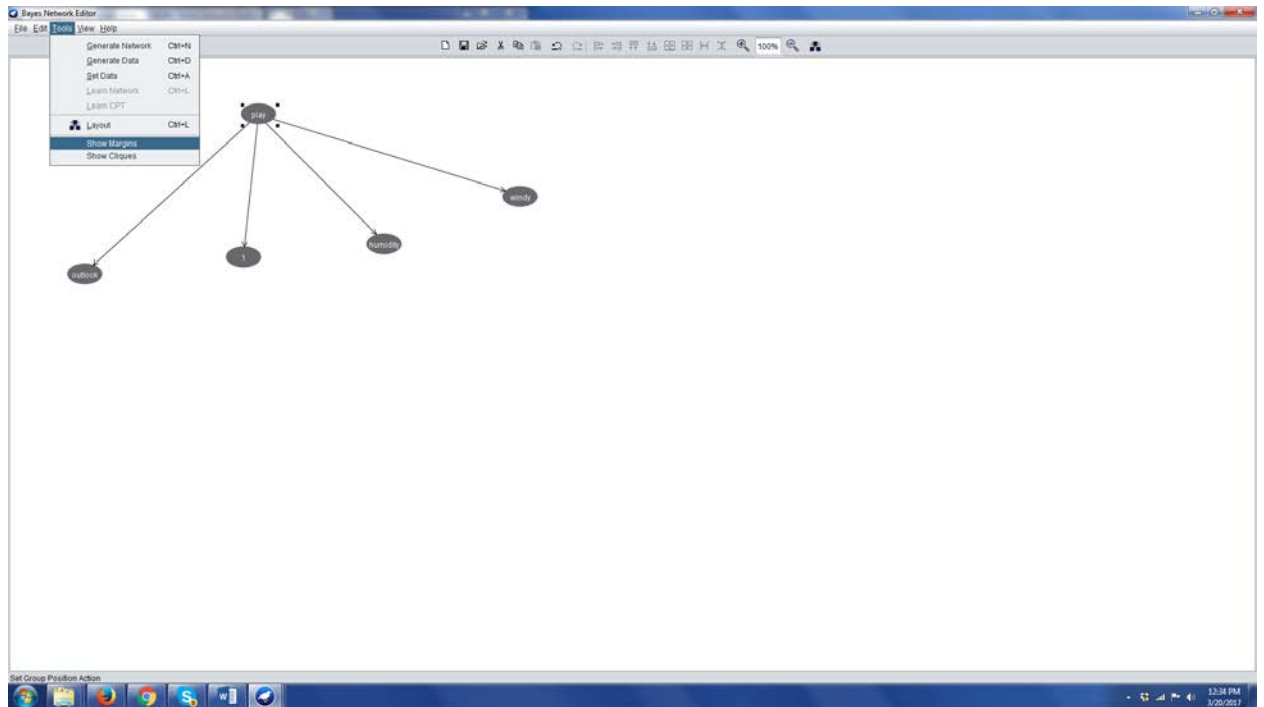 Bayes Network Editor
File Edit Tools View Help
Generate Network Ctrl+N
Generate Data Ctrl+D
Set Data Ctrl+A
Learn Network Ctrl+L
Learn CPT
Layout Ctrl+L
Show Margins
Show Cliques
100%
play
windy
humidity
1
outlook
Set Group Position Action
12:34 PM
3/20/2017